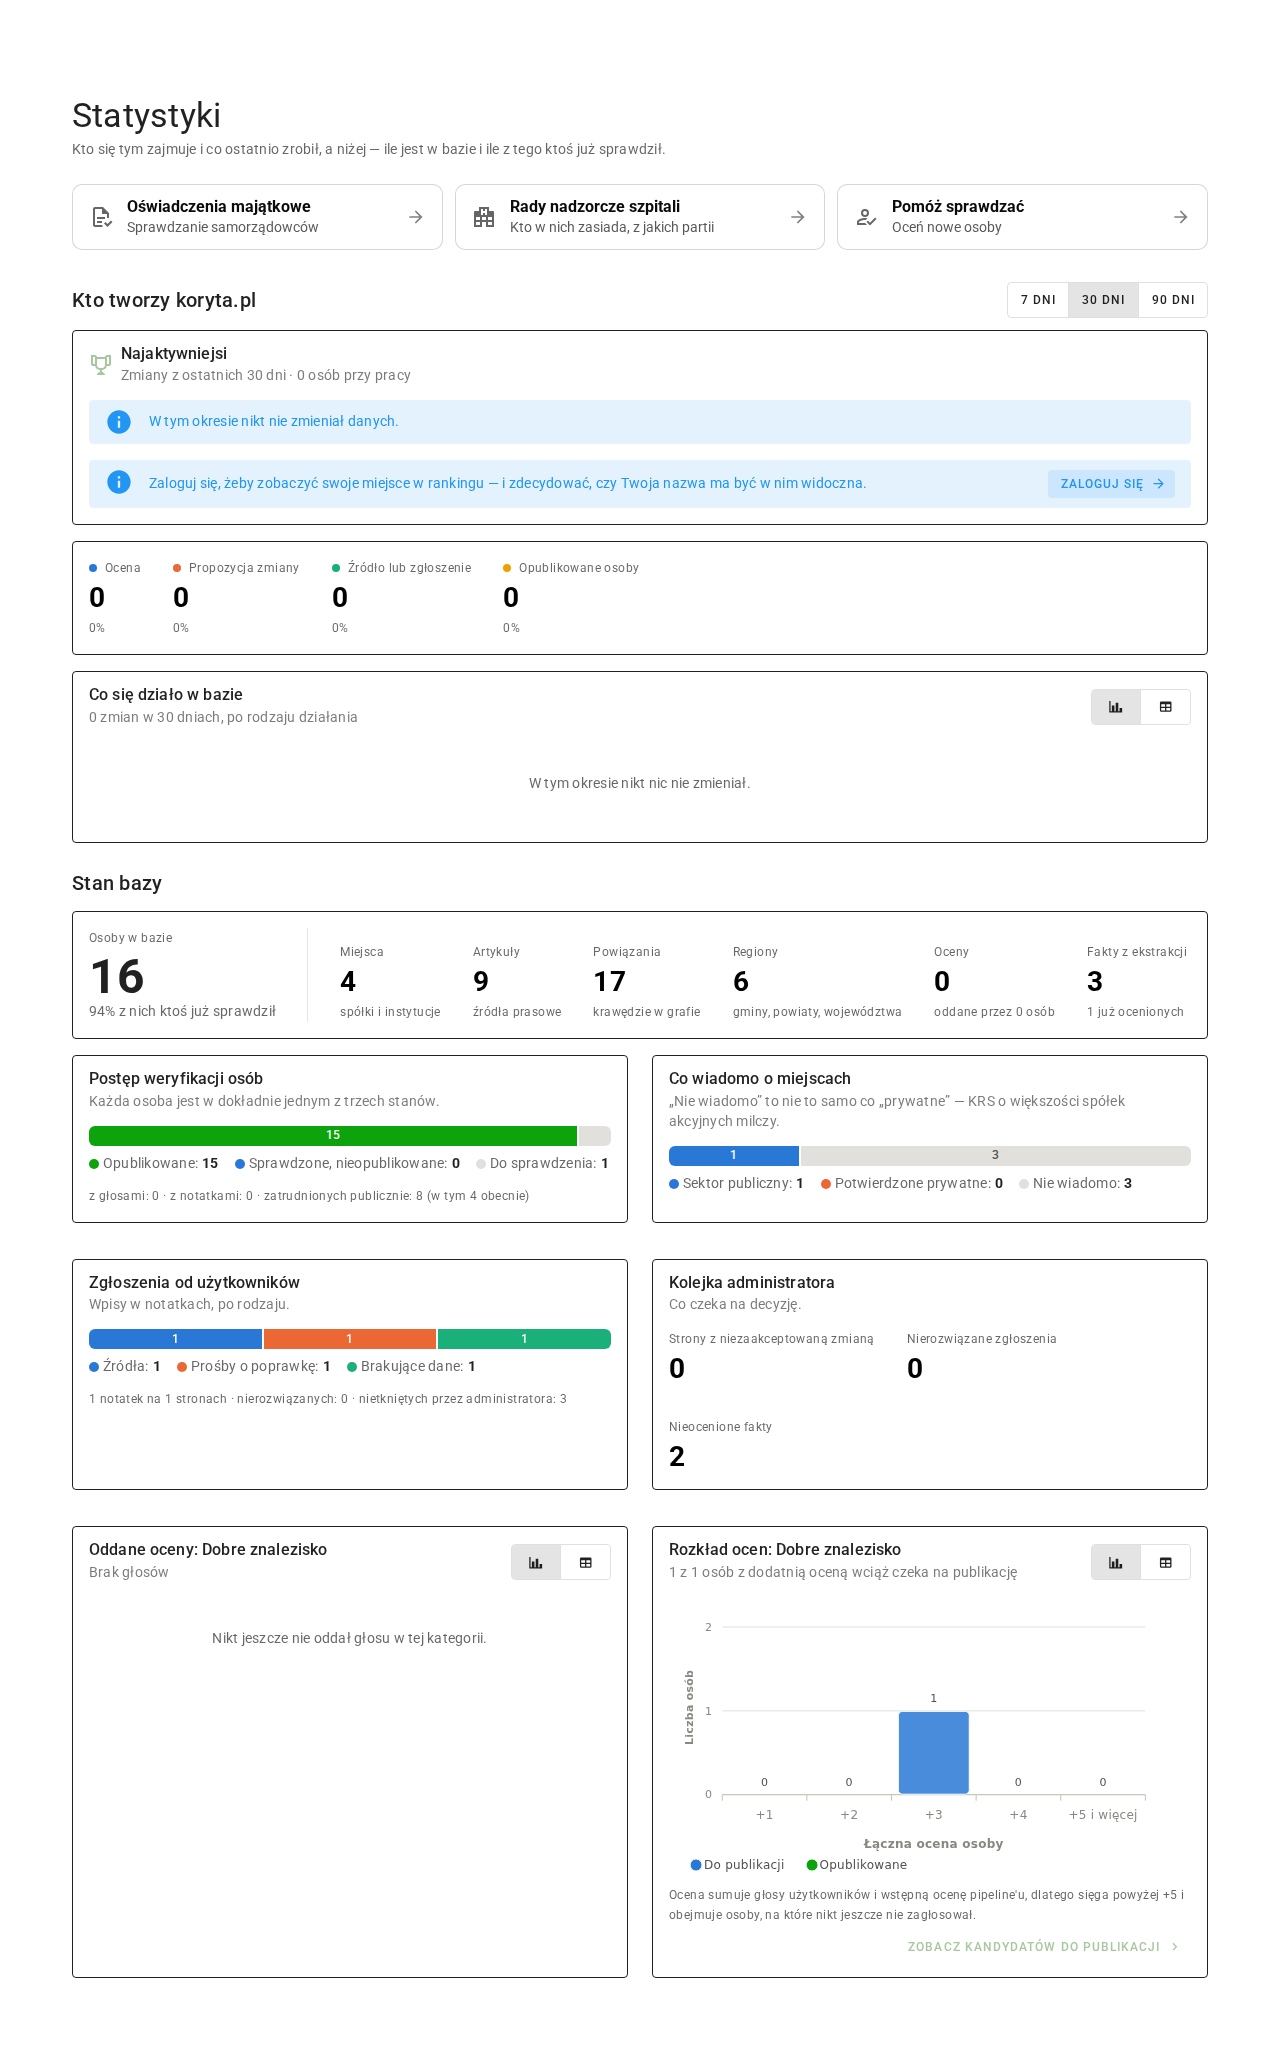 Statystyki
Kto się tym zajmuje i co ostatnio zrobił, a niżej — ile jest w bazie i ile z tego ktoś już sprawdził.
Oświadczenia majątkowe
Sprawdzanie samorządowców
Rady nadzorcze szpitali
Kto w nich zasiada, z jakich partii
Pomóż sprawdzać
Oceń nowe osoby
Kto tworzy koryta.pl
7 DNI 30 DNI 90 DNI
Najaktywniejsi
Zmiany z ostatnich 30 dni · 0 osób przy pracy
W tym okresie nikt nie zmieniał danych.
Zaloguj się, żeby zobaczyć swoje miejsce w rankingu — i zdecydować, czy Twoja nazwa ma być w nim widoczna.
ZALOGUJ SIĘ
Ocena Propozycja zmiany Źródło lub zgłoszenie Opublikowane osoby
0 0 0 0
0% 0% 0% 0%
Co się działo w bazie
0 zmian w 30 dniach, po rodzaju działania
W tym okresie nikt nic nie zmieniał.
Stan bazy
Osoby w bazie
16
94% z nich ktoś już sprawdził
Miejsca Artykuły Powiązania Regiony Oceny Fakty z ekstrakcji
4 9 17 6 0 3
spółki i instytucje źródła prasowe krawędzie w grafie gminy, powiaty, województwa oddane przez 0 osób 1 już ocenionych
Postęp weryfikacji osób
Każda osoba jest w dokładnie jednym z trzech stanów.
15
Opublikowane: 15 Sprawdzone, nieopublikowane: 0 Do sprawdzenia: 1
z głosami: 0 · z notatkami: 0 · zatrudnionych publicznie: 8 (w tym 4 obecnie)
Co wiadomo o miejscach
„Nie wiadomo” to nie to samo co „prywatne” — KRS o większości spółek
akcyjnych milczy.
1 3
Sektor publiczny: 1 Potwierdzone prywatne: 0 Nie wiadomo: 3
Zgłoszenia od użytkowników
Wpisy w notatkach, po rodzaju.
1 1 1
Źródła: 1 Prośby o poprawkę: 1 Brakujące dane: 1
1 notatek na 1 stronach · nierozwiązanych: 0 · nietkniętych przez administratora: 3
Kolejka administratora
Co czeka na decyzję.
Strony z niezaakceptowaną zmianą Nierozwiązane zgłoszenia
0 0
Nieocenione fakty
2
Oddane oceny: Dobre znalezisko
Brak głosów
Nikt jeszcze nie oddał głosu w tej kategorii.
Rozkład ocen: Dobre znalezisko
1 z 1 osób z dodatnią oceną wciąż czeka na publikację
2
1
0
Liczba osób
0 0 1 0 0
+1 +2 +3 +4 +5 i więcej
Łączna ocena osoby
Do publikacji Opublikowane
Ocena sumuje głosy użytkowników i wstępną ocenę pipeline'u, dlatego sięga powyżej +5 i
obejmuje osoby, na które nikt jeszcze nie zagłosował.
ZOBACZ KANDYDATÓW DO PUBLIKACJI